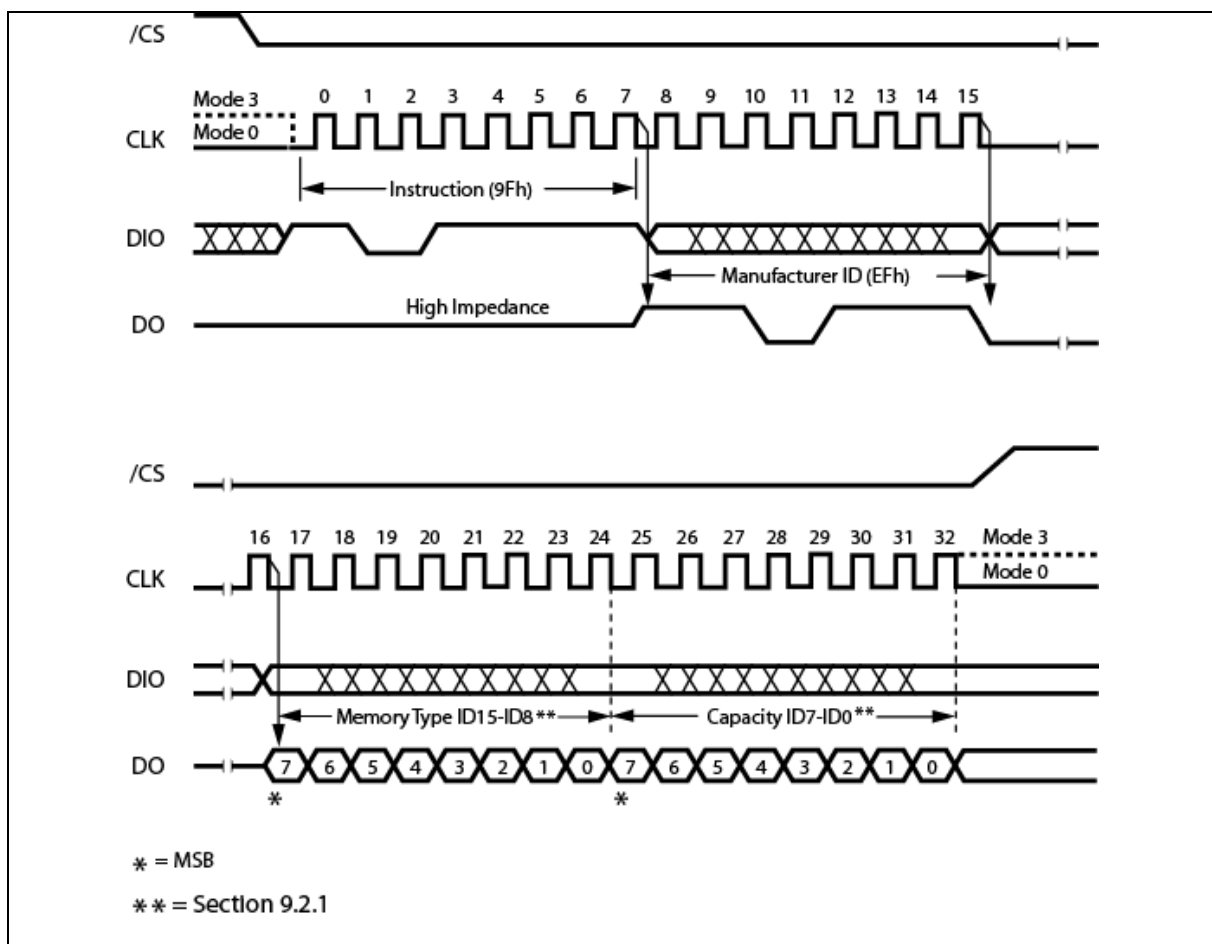 /CS
Mode 3
0 1 2 3 4 5 6 7 8 9 10 11 12 13 14 15
Mode 0
CLK
Instruction (9Fh)
DIO
Manufacturer ID (EFh)
High Impedance
DO
/CS
16 17 18 19 20 21 22 23 24 25 26 27 28 29 30 31 32
Mode 3
CLK
Mode 0
DIO
Memory Type ID15-ID8**
Capacity ID7-ID0**
DO
7 6 5 4 3 2 1 0 7 6 5 4 3 2 1 0
* *
* = MSB
** = Section 9.2.1